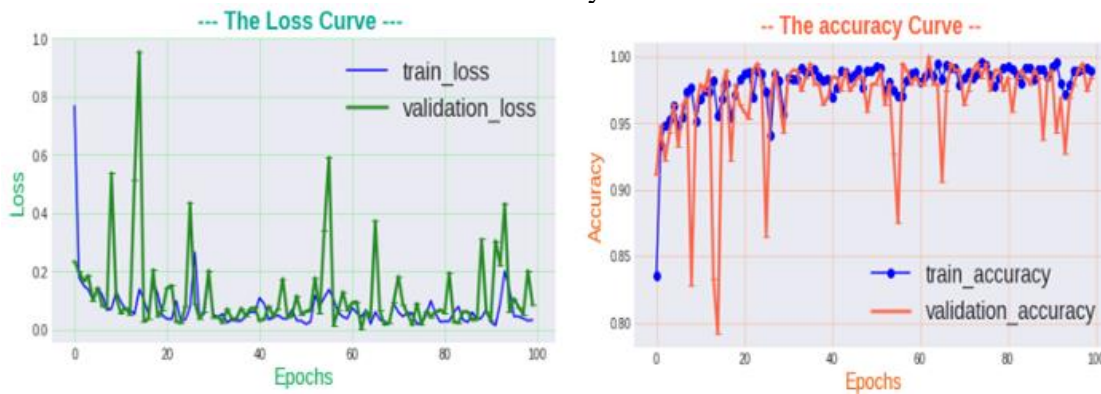 --- The Loss Curve ---
1.0
0.8
0.6
0.4
0.2
0.0
Loss
train_loss
validation_loss
0 20 40 60 80 100
Epochs
-- The accuracy Curve --
1.00
0.95
0.90
0.85
0.80
Accuracy
train_accuracy
validation_accuracy
0 20 40 60 80 100
Epochs